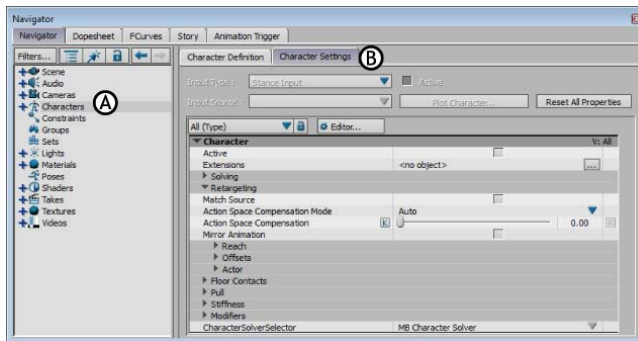 Navigator
Navigator Dopesheet FCurves Story Animation Trigger
Filters...
Scene
Audio
Cameras
Characters
Constraints
Groups
Sets
Lights
Materials
Poses
Shaders
Takes
Textures
Videos
A
Character Definition Character Settings B
Input Type: Stance Input Active
Input Source: Plot Character... Reset All Properties
All (Type) Editor...
Character V: All
Active
Extensions <no object> ...
Solving
Retargeting
Match Source
Action Space Compensation Mode Auto
Action Space Compensation K 0.00 A
Mirror Animation
Reach
Offsets
Actor
Floor Contacts
Pull
Stiffness
Modifiers
CharacterSolverSelector MB Character Solver